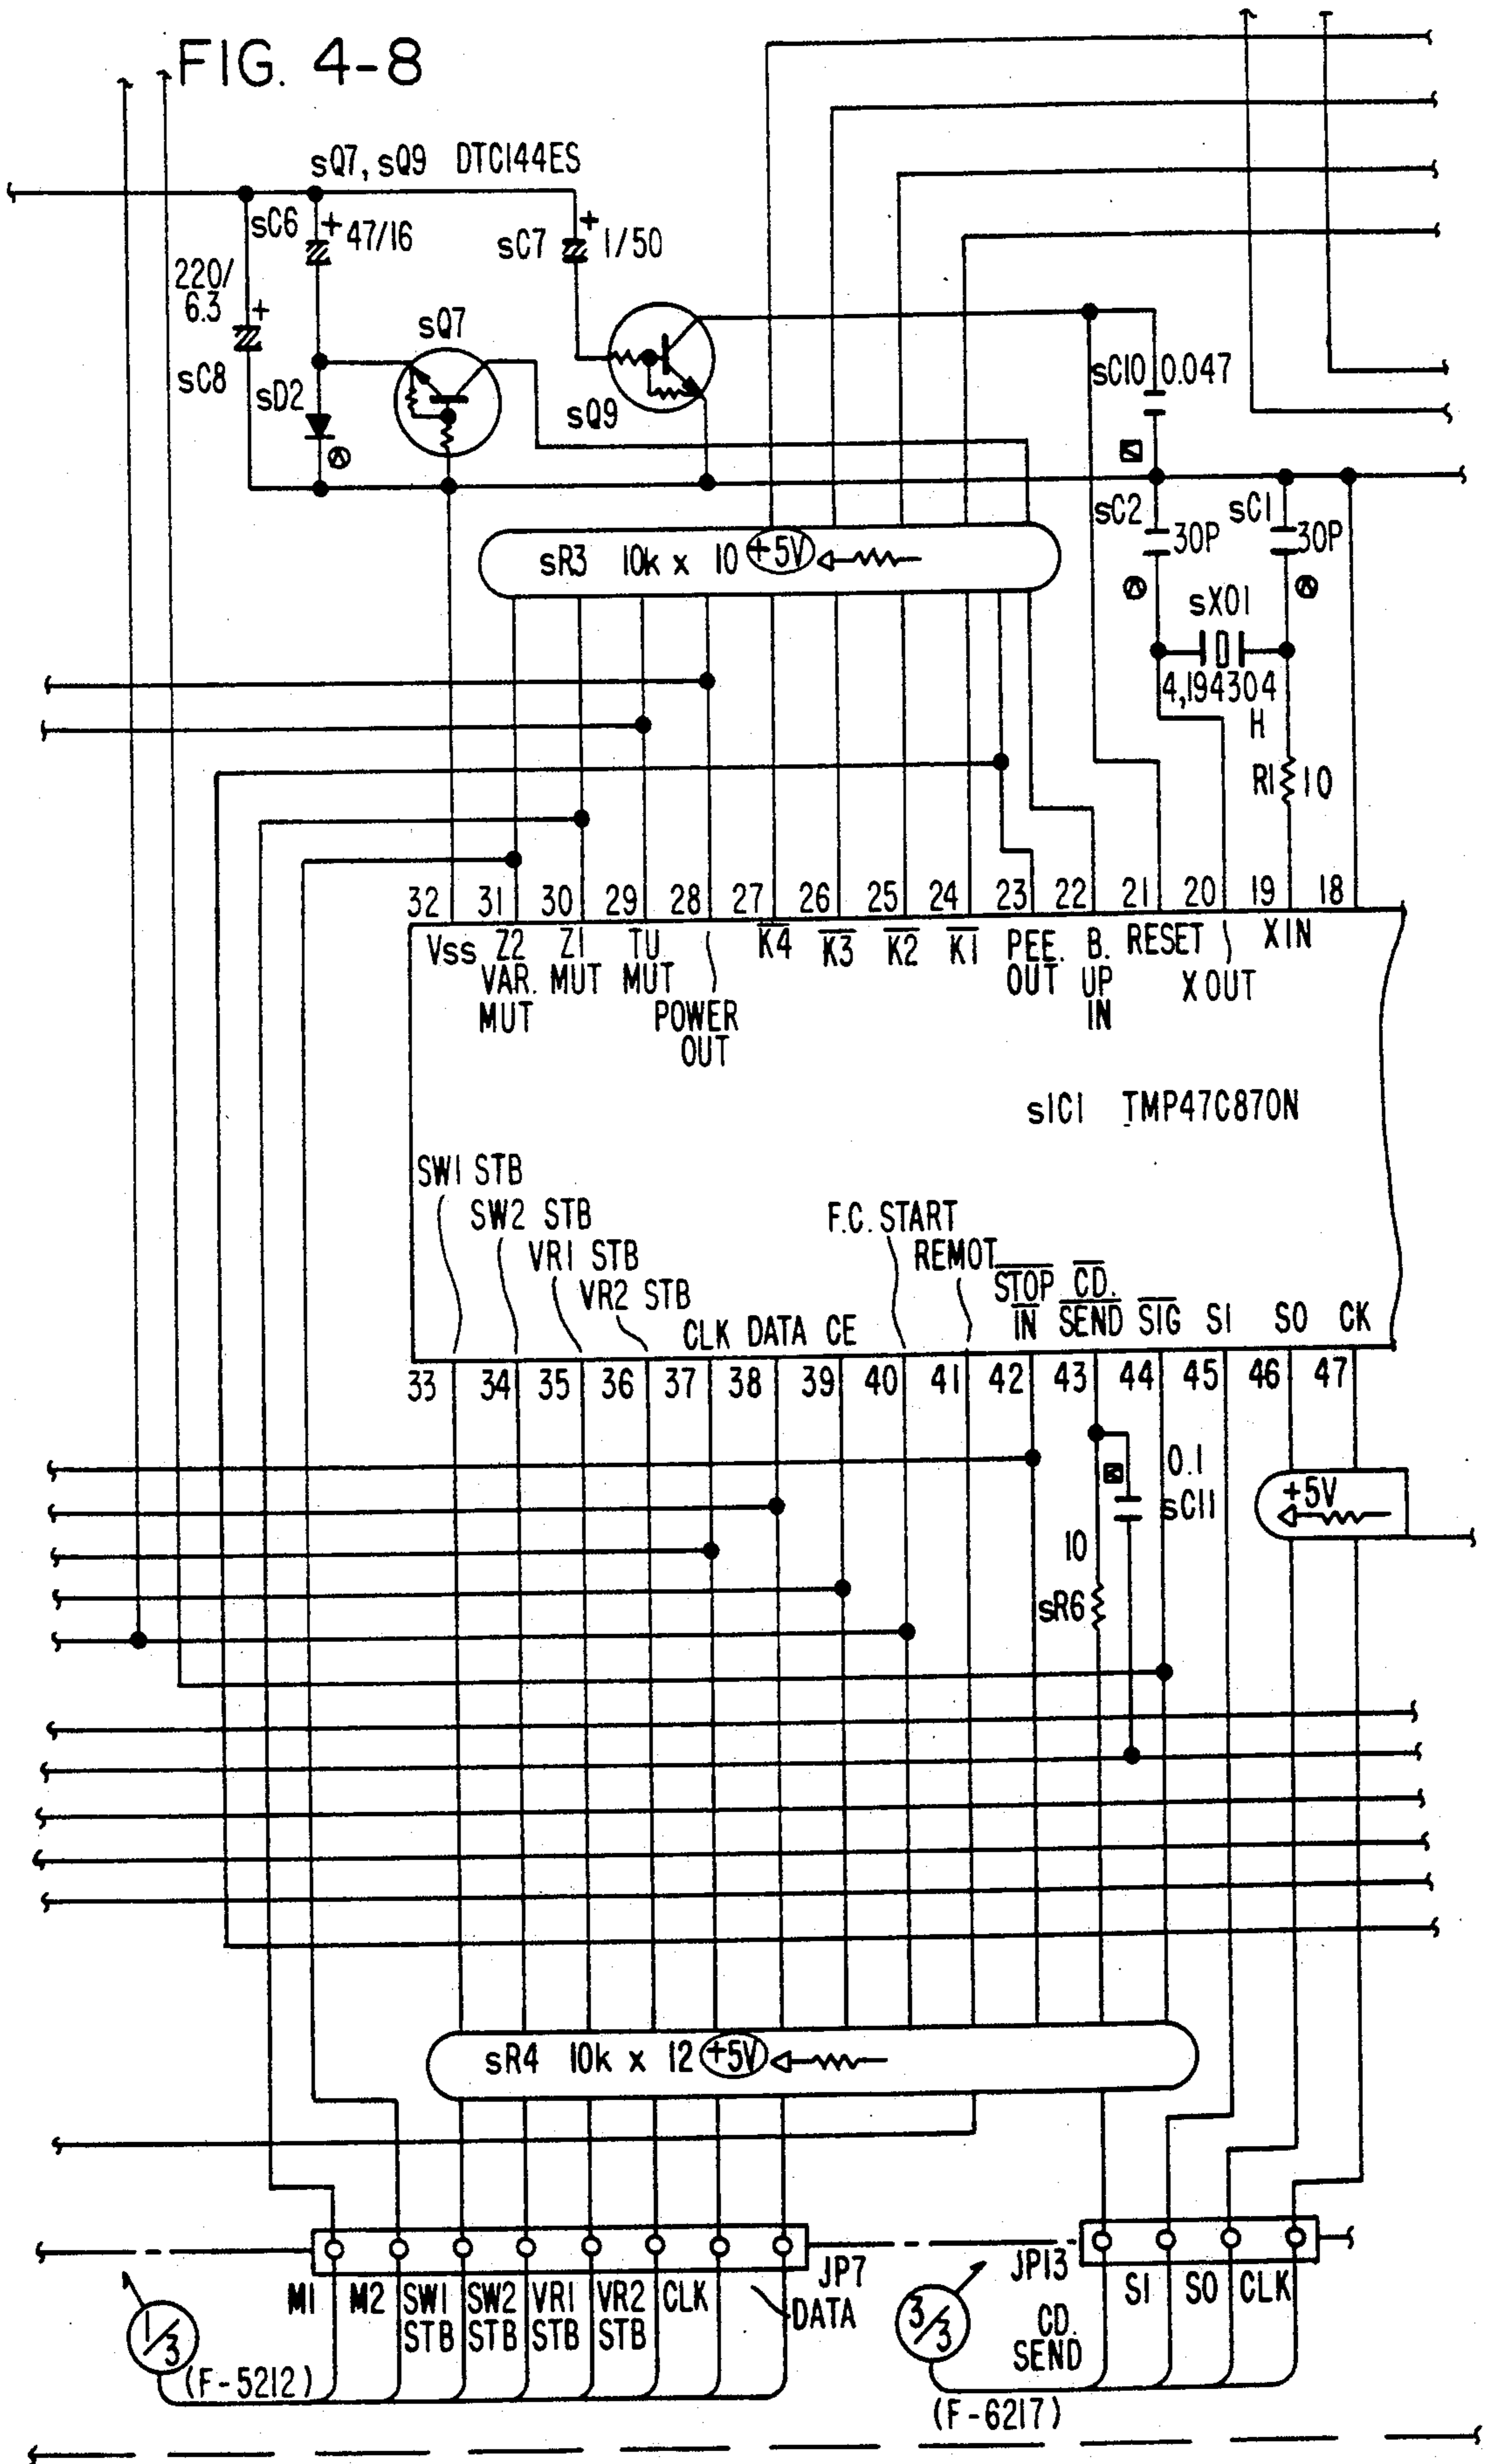 FIG. 4-8
sQ7, sQ9 DTC144ES
sC6
+ 47/16
sC7
+ 1/50
220/
6.3
+
sC8
sQ7
sD2
sQ9
sC10 0.047
sC2
30P
sC1
30P
sR3 10k x 10 +5V
sX01
4,194304
H
R1 10
32 31 30 29 28 27 26 25 24 23 22 21 20 19 18
Vss Z2 Z1 TU K4 K3 K2 K1 PEE. B. RESET XIN
VAR. MUT MUT OUT UP XOUT
MUT POWER IN
OUT
sIC1 TMP47C870N
SW1 STB
SW2 STB
VR1 STB
VR2 STB
F.C. START
REMOT
STOP CD.
CLK DATA CE IN SEND SIG SI SO CK
33 34 35 36 37 38 39 40 41 42 43 44 45 46 47
0.1
sC11
+5V
10
sR6
sR4 10k x 12 +5V
JP7
JP13
M1 M2 SW1 SW2 VR1 VR2 CLK
STB STB STB STB
DATA
SI SO CLK
CD.
SEND
1/3
3/3
(F-5212)
(F-6217)